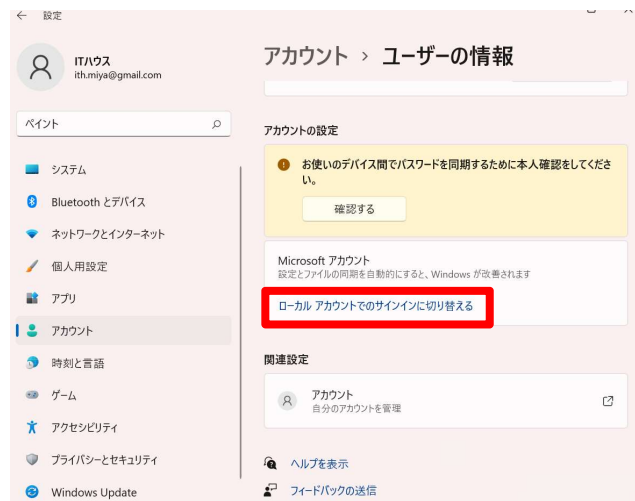 設定
ITハウス
ith.miya@gmail.com
ペイント
システム
Bluetooth とデバイス
ネットワークとインターネット
個人用設定
アプリ
アカウント
時刻と言語
ゲーム
アクセシビリティ
プライバシーとセキュリティ
Windows Update
アカウント › ユーザーの情報
アカウントの設定
お使いのデバイス間でパスワードを同期するために本人確認をしてくださ
い。
確認する
Microsoft アカウント
設定とファイルの同期を自動的にすると、Windows が改善されます
ローカル アカウントでのサインインに切り替える
関連設定
アカウント
自分のアカウントを管理
ヘルプを表示
フィードバックの送信